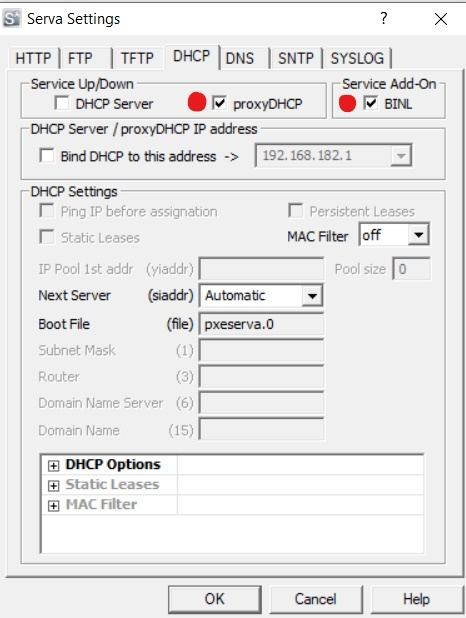 Serva Settings ?
HTTP FTP TFTP DHCP DNS SNTP SYSLOG
Service Up/Down
DHCP Server proxyDHCP
Service Add-On
BINL
DHCP Server / proxyDHCP IP address
Bind DHCP to this address -> 192.168.182.1
DHCP Settings
Ping IP before assignation Persistent Leases
Static Leases MAC Filter off
IP Pool 1st addr (yiaddr) Pool size 0
Next Server (siaddr) Automatic
Boot File (file) pxeserva.0
Subnet Mask (1)
Router (3)
Domain Name Server (6)
Domain Name (15)
DHCP Options
Static Leases
MAC Filter
OK Cancel Help